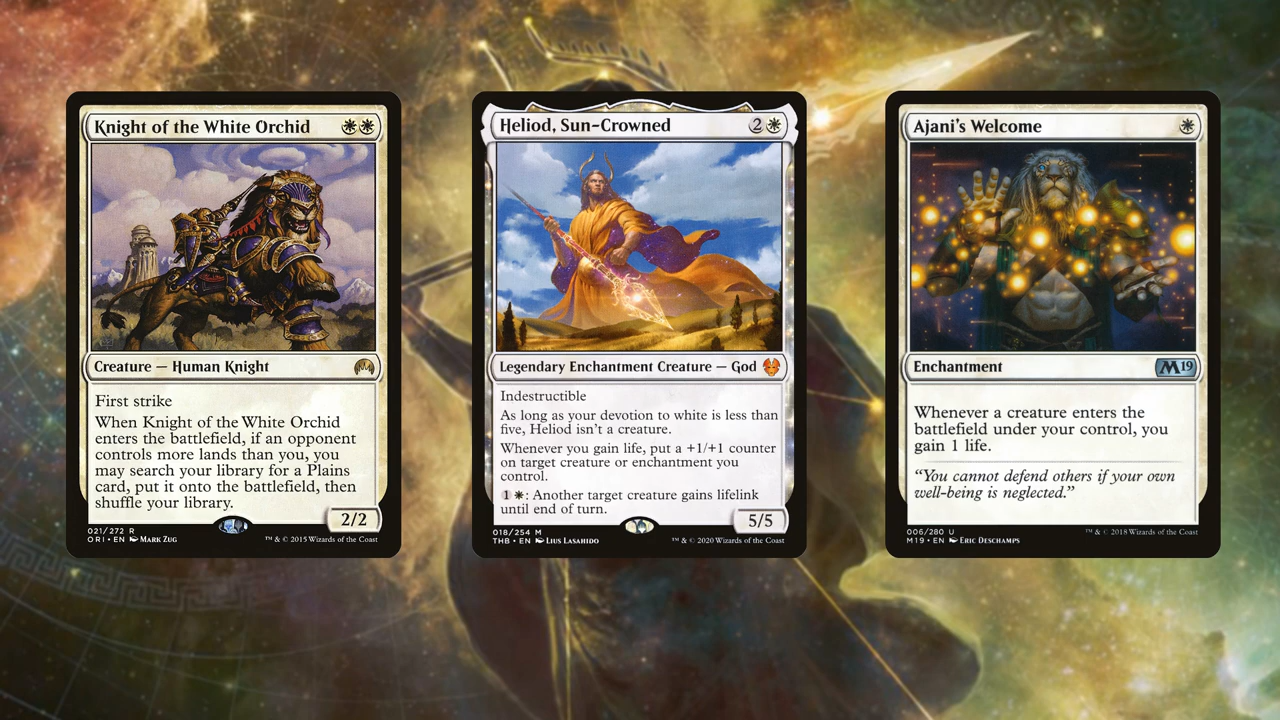 Knight of the White Orchid
Creature — Human Knight
First strike
When Knight of the White Orchid
enters the battlefield, if an opponent
controls more lands than you, you
may search your library for a Plains
card, put it onto the battlefield, then
shuffle your library.
2/2
021/272 R
ORI • EN Mark Zug
™ & © 2015 Wizards of the Coast
Heliod, Sun-Crowned
2
Legendary Enchantment Creature — God
Indestructible
As long as your devotion to white is less than
five, Heliod isn't a creature.
Whenever you gain life, put a +1/+1 counter
on target creature or enchantment you
control.
1 : Another target creature gains lifelink
until end of turn.
5/5
018/254 M
THB • EN Lius Lasahido
™ & © 2020 Wizards of the Coast
Ajani's Welcome
Enchantment
M19
Whenever a creature enters the
battlefield under your control, you
gain 1 life.
“You cannot defend others if your own
well-being is neglected.”
006/280 U
M19 • EN Eric Deschamps
™ & © 2018 Wizards of the Coast